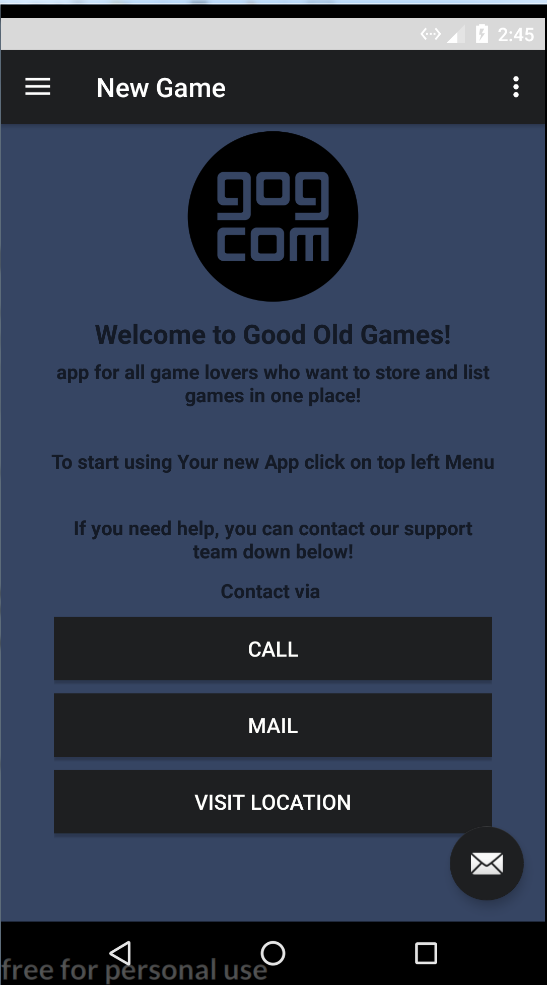 2:45
New Game
gog
com
Welcome to Good Old Games!
app for all game lovers who want to store and list
games in one place!
To start using Your new App click on top left Menu
If you need help, you can contact our support
team down below!
Contact via
CALL
MAIL
VISIT LOCATION
free for personal use